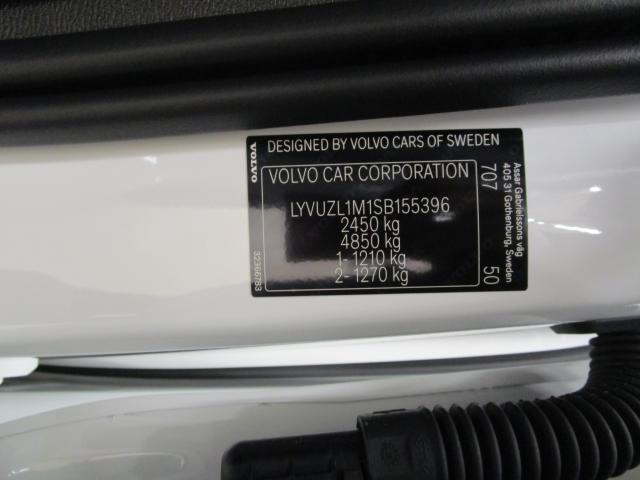 DESIGNED BY VOLVO CARS OF SWEDEN
VOLVO
VOLVO CAR CORPORATION
LYVUZL1M1SB155396
2450 kg
4850 kg
1- 1210 kg
2- 1270 kg
32366783
707
50
Assar Gabrielssons väg
405 31 Gothenburg, Sweden